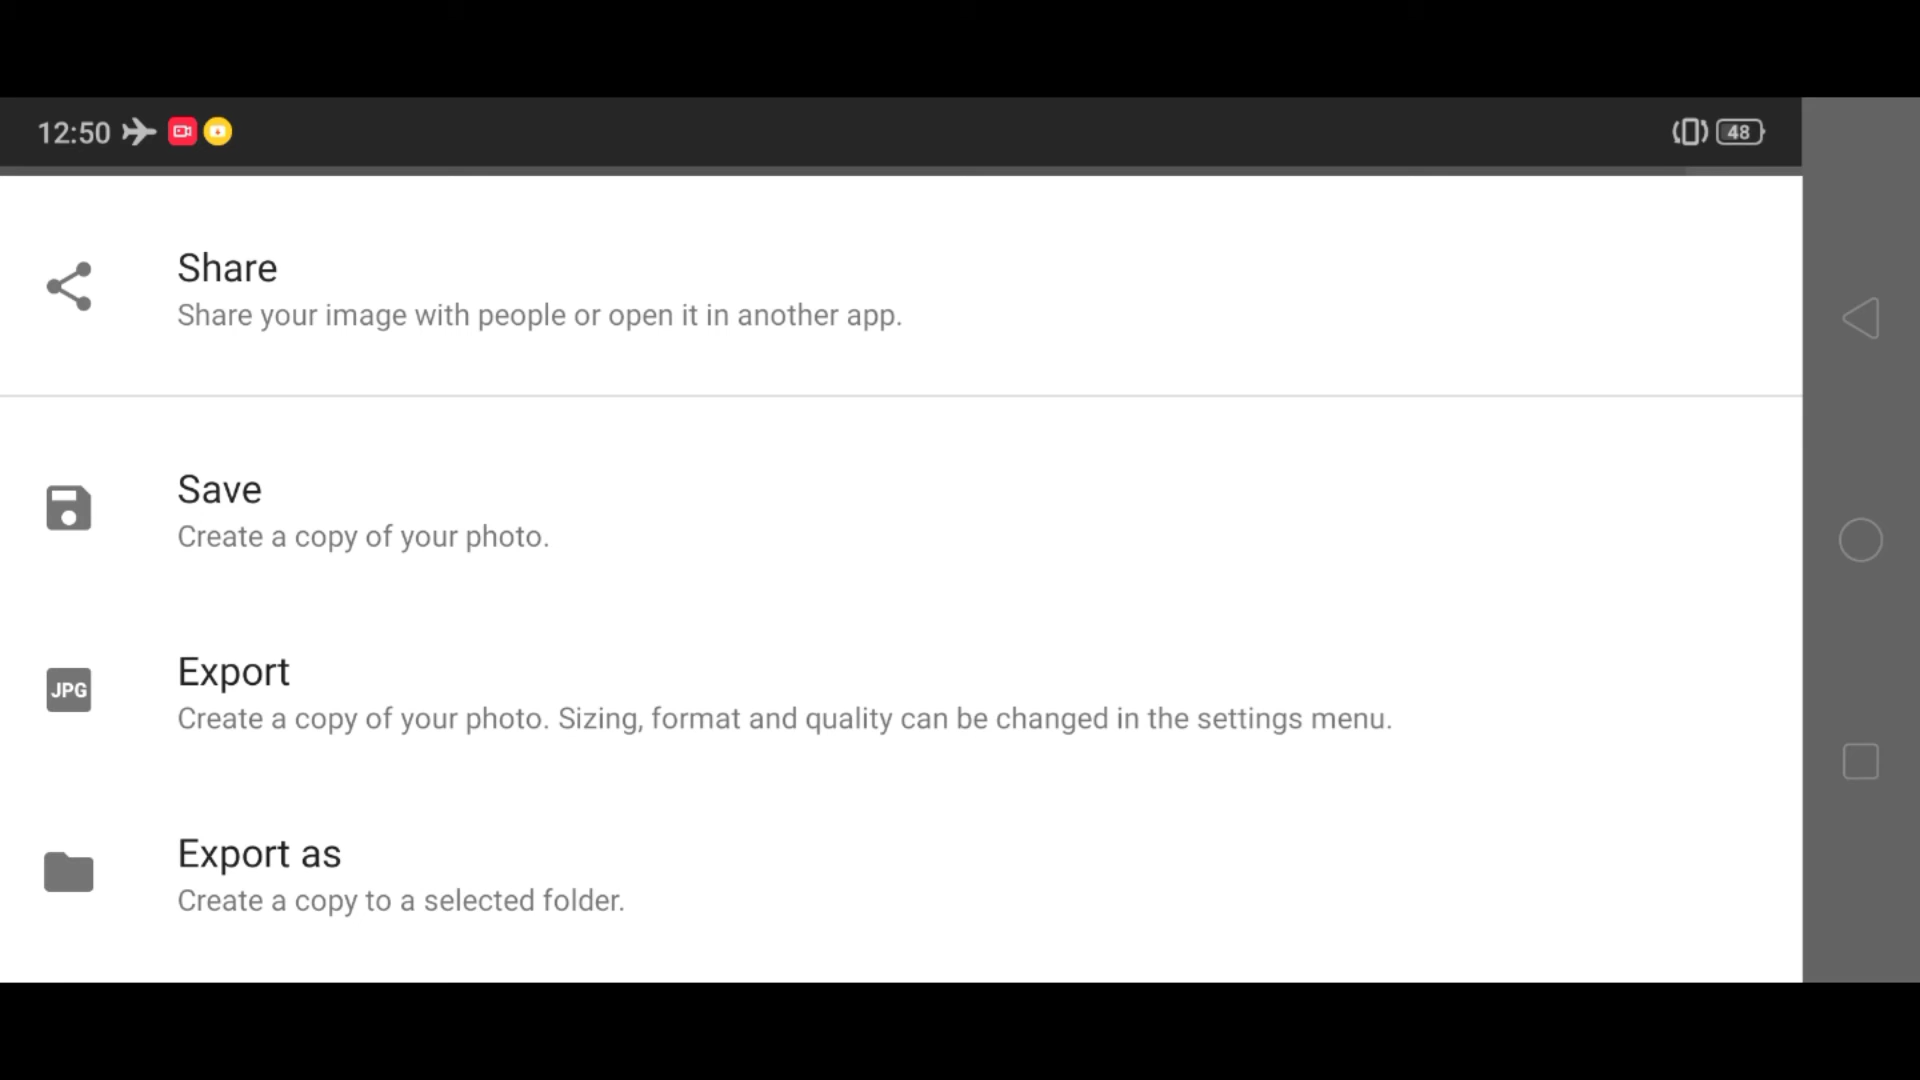 12:50
48
Share
Share your image with people or open it in another app.
Save
Create a copy of your photo.
JPG
Export
Create a copy of your photo. Sizing, format and quality can be changed in the settings menu.
Export as
Create a copy to a selected folder.